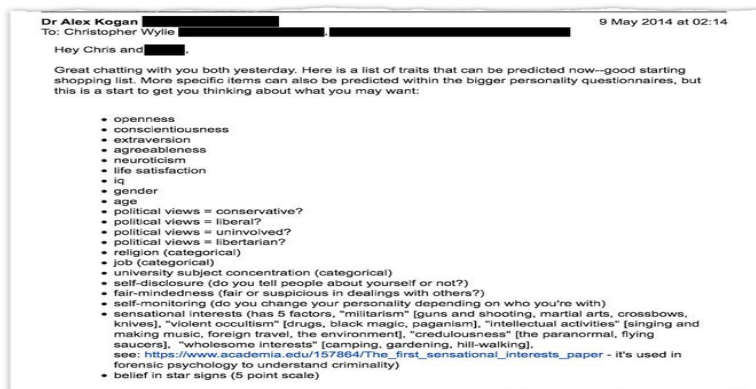 Dr Alex Kogan
9 May 2014 at 02:14
To: Christopher Wylie
Hey Chris and
Great chatting with you both yesterday. Here is a list of traits that can be predicted now--good starting
shopping list. More specific items can also be predicted within the bigger personality questionnaires, but
this is a start to get you thinking about what you may want:
• openness
• conscientiousness
• extraversion
• agreeableness
• neuroticism
• life satisfaction
• iq
• gender
• age
• political views = conservative?
• political views = liberal?
• political views = uninvolved?
• political views = libertarian?
• religion (categorical)
• job (categorical)
• university subject concentration (categorical)
• self-disclosure (do you tell people about yourself or not?)
• fair-mindedness (fair or suspicious in dealings with others?)
• self-monitoring (do you change your personality depending on who you're with)
• sensational interests (has 5 factors, "militarism" [guns and shooting, martial arts, crossbows,
knives], "violent occultism" [drugs, black magic, paganism], "intellectual activities" [singing and
making music, foreign travel, the environment], "credulousness" [the paranormal, flying
saucers], "wholesome interests" [camping, gardening, hill-walking],
see: https://www.academia.edu/157864/The_first_sensational_interests_paper - it's used in
forensic psychology to understand criminality)
• belief in star signs (5 point scale)